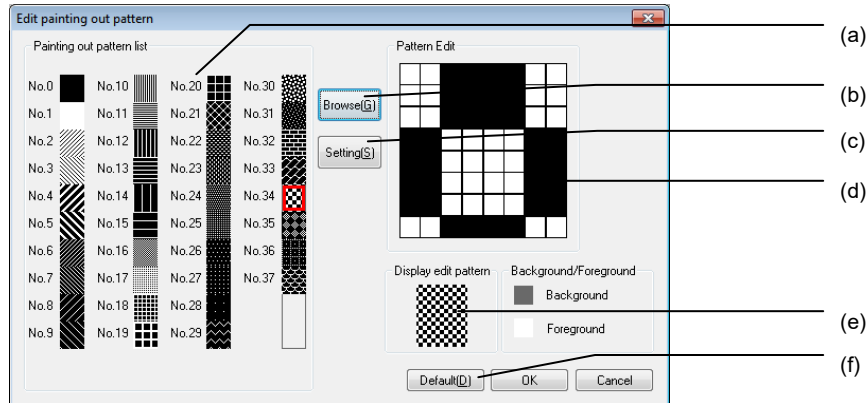 Edit painting out pattern
Painting out pattern list
No.0 No.10 No.20 No.30
No.1 No.11 No.21 No.31
No.2 No.12 No.22 No.32
No.3 No.13 No.23 No.33
No.4 No.14 No.24 No.34
No.5 No.15 No.25 No.35
No.6 No.16 No.26 No.36
No.7 No.17 No.27 No.37
No.8 No.18 No.28
No.9 No.19 No.29
Browse(G)
Setting(S)
Pattern Edit
Display edit pattern
Background/Foreground
Background
Foreground
Default(D) OK Cancel
(a)
(b)
(c)
(d)
(e)
(f)